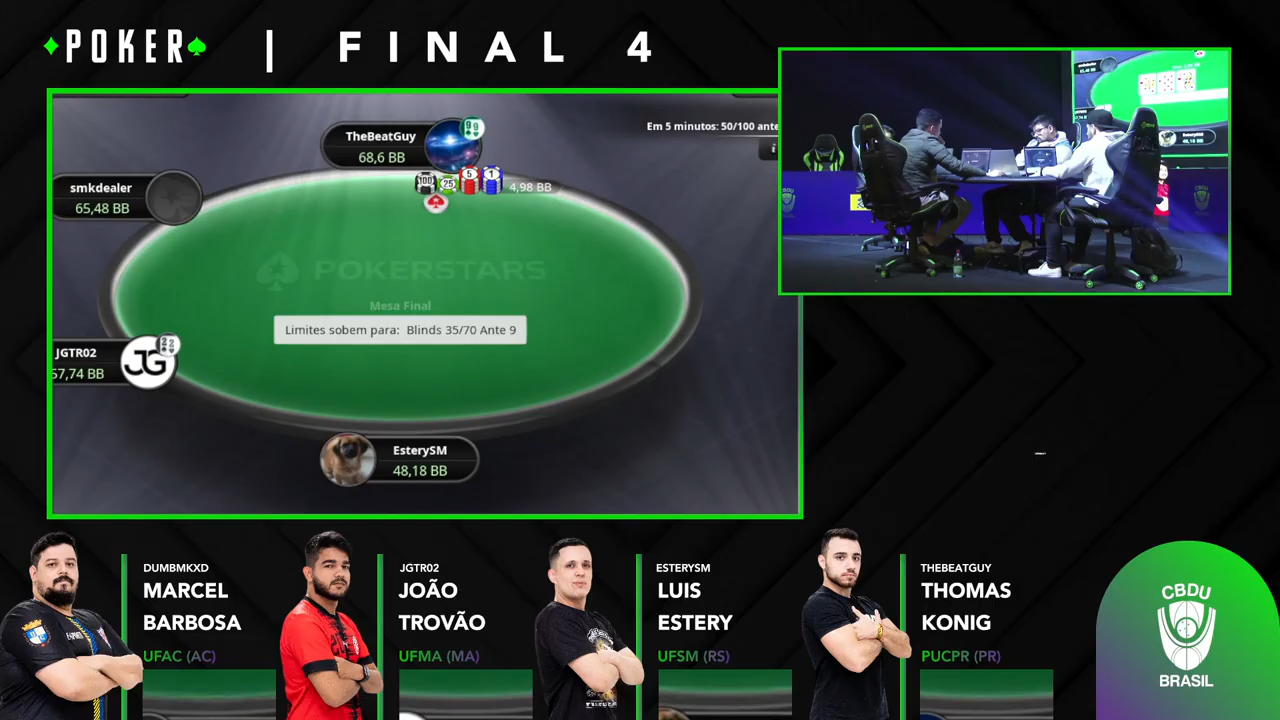 POKER | FINAL 4
Em 5 minutos: 50/100 ante
TheBeatGuy
68,6 BB
smkdealer
65,48 BB
100 25 5 1
4,98 BB
POKERSTARS
Mesa Final
Limites sobem para: Blinds 35/70 Ante 9
JGTR02
57,74 BB
JG
EsterySM
48,18 BB
DUMBMKXD
MARCEL
BARBOSA
UFAC (AC)
JGTR02
JOÃO
TROVÃO
UFMA (MA)
ESTERYSM
LUIS
ESTERY
UFSM (RS)
THEBEATGUY
THOMAS
KONIG
PUCPR (PR)
CBDU
BRASIL